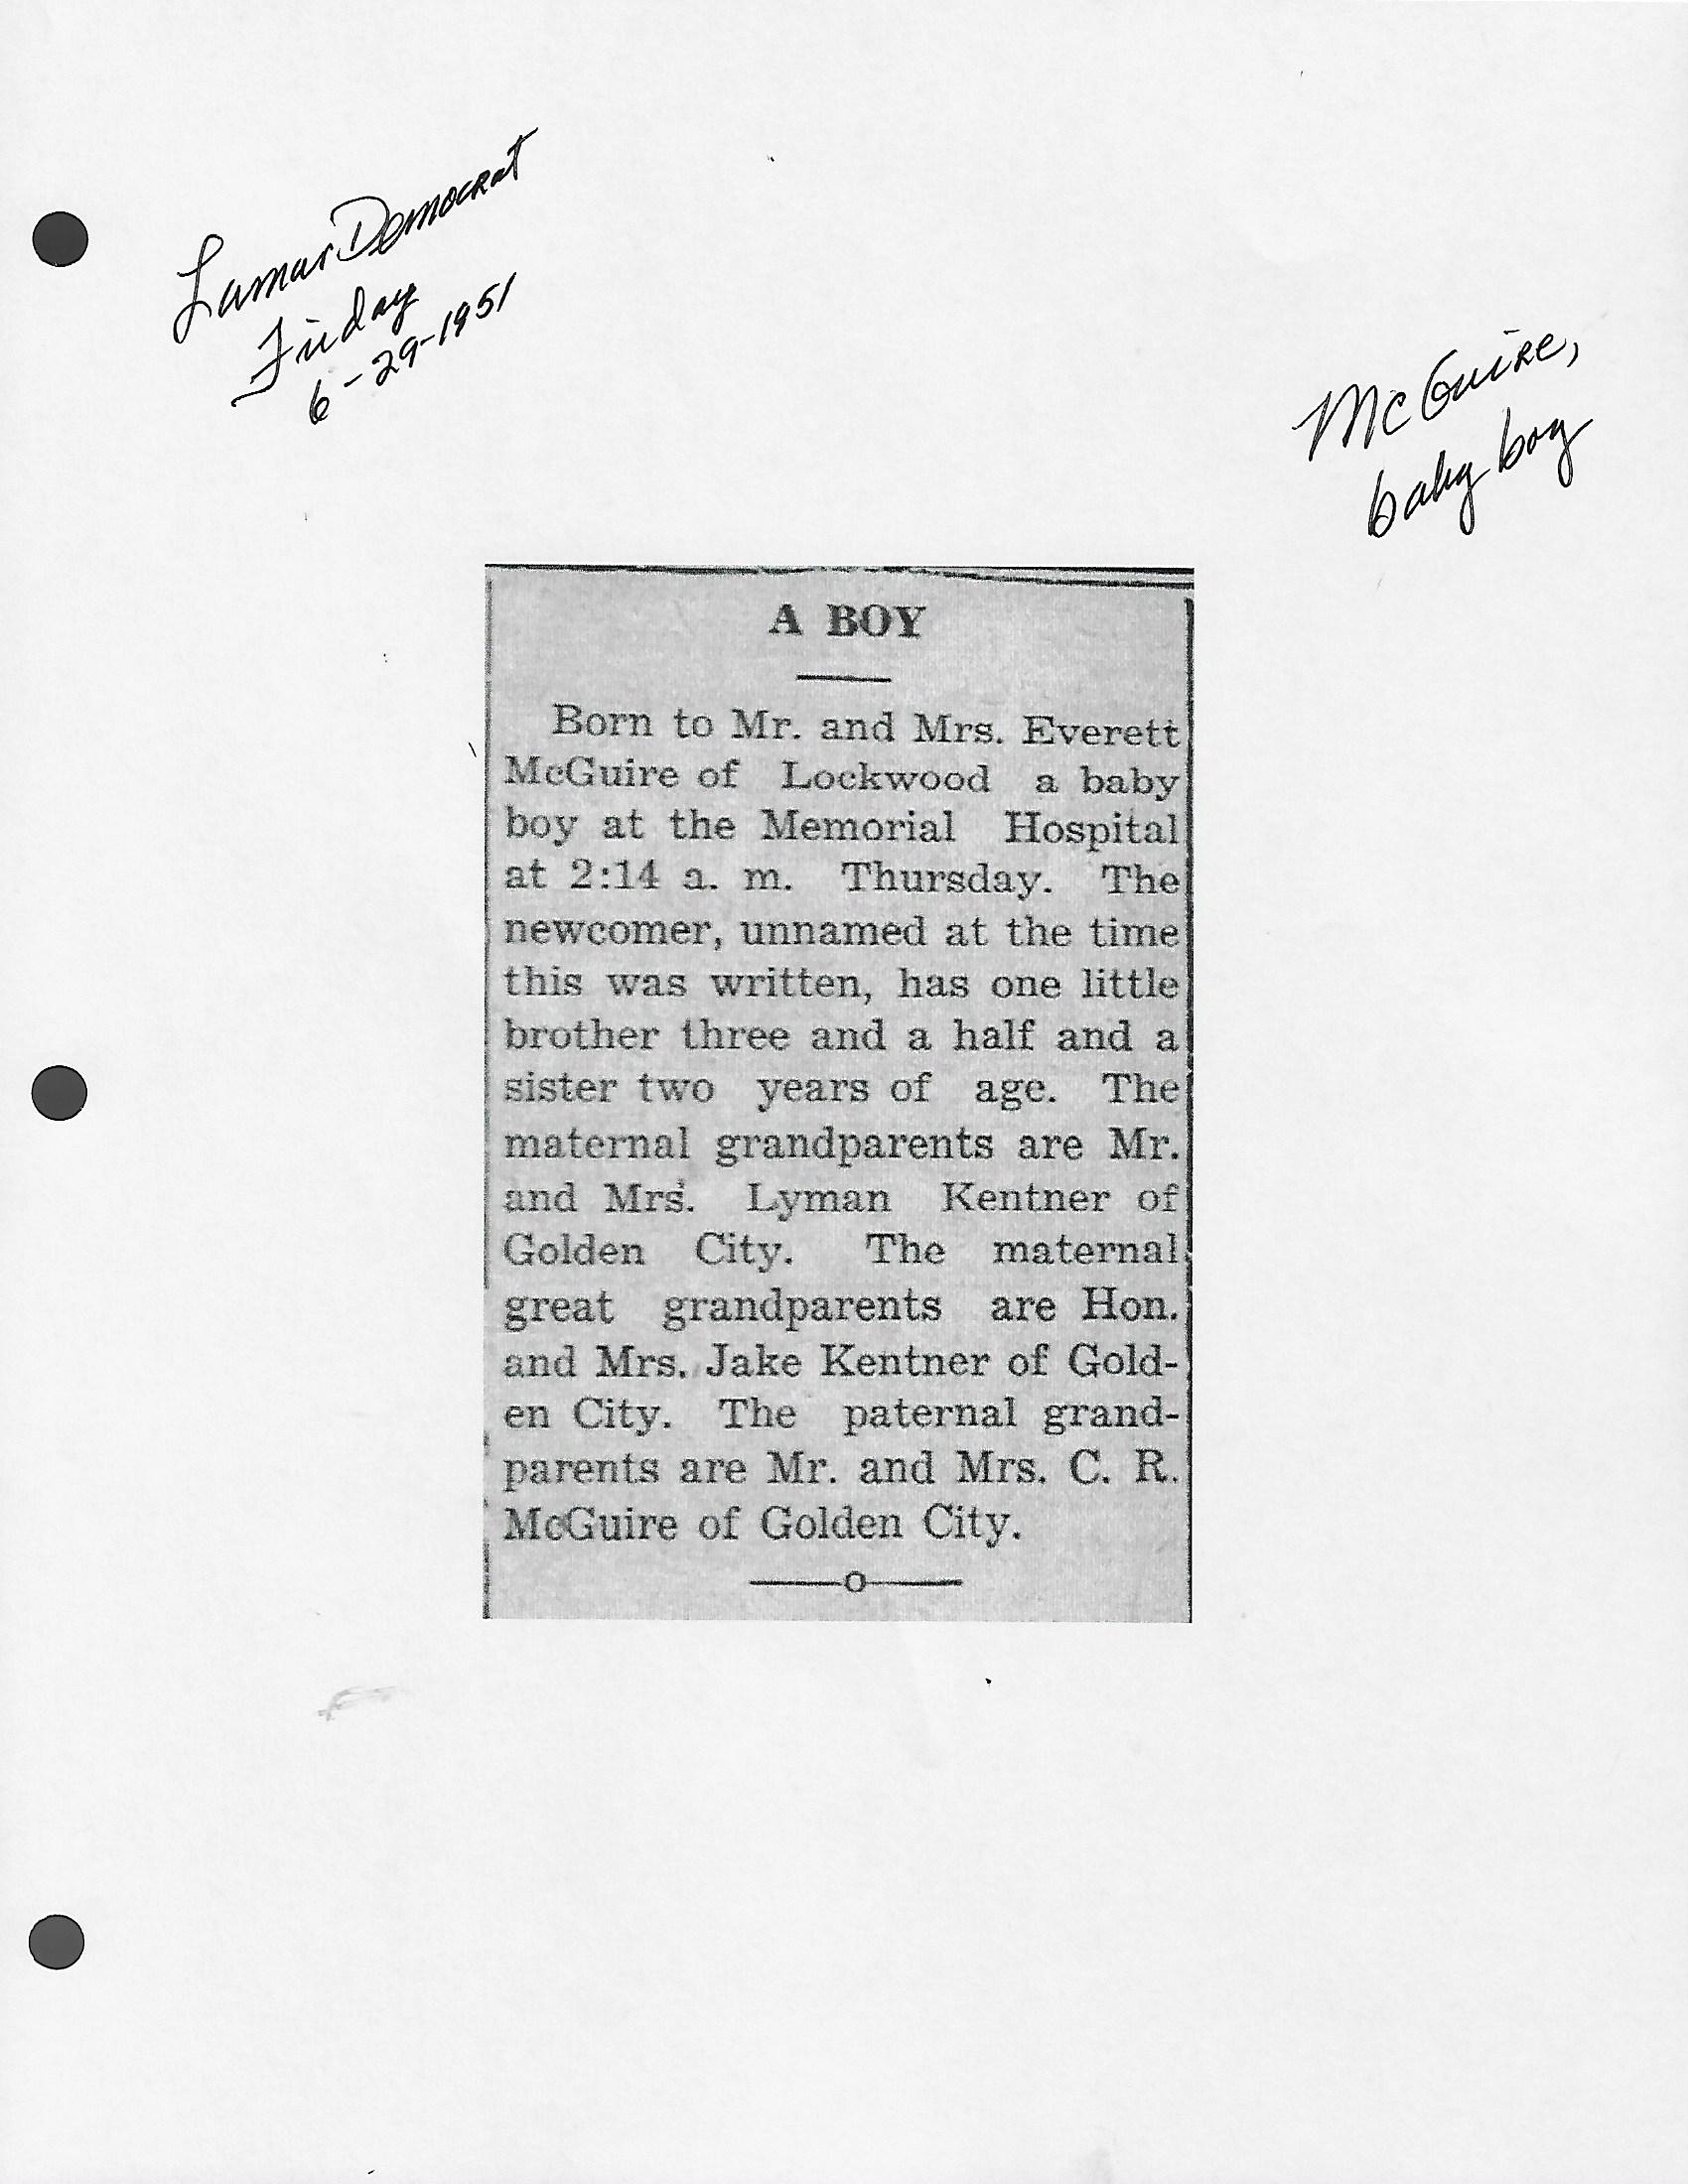 Lamar Democrat
Friday
6-29-1951
McGuire,
baby boy
A BOY
Born to Mr. and Mrs. Everett
McGuire of Lockwood a baby
boy at the Memorial Hospital
at 2:14 a. m. Thursday. The
newcomer, unnamed at the time
this was written, has one little
brother three and a half and a
sister two years of age. The
maternal grandparents are Mr.
and Mrs. Lyman Kentner of
Golden City. The maternal
great grandparents are Hon.
and Mrs. Jake Kentner of Gold-
en City. The paternal grand-
parents are Mr. and Mrs. C. R.
McGuire of Golden City.